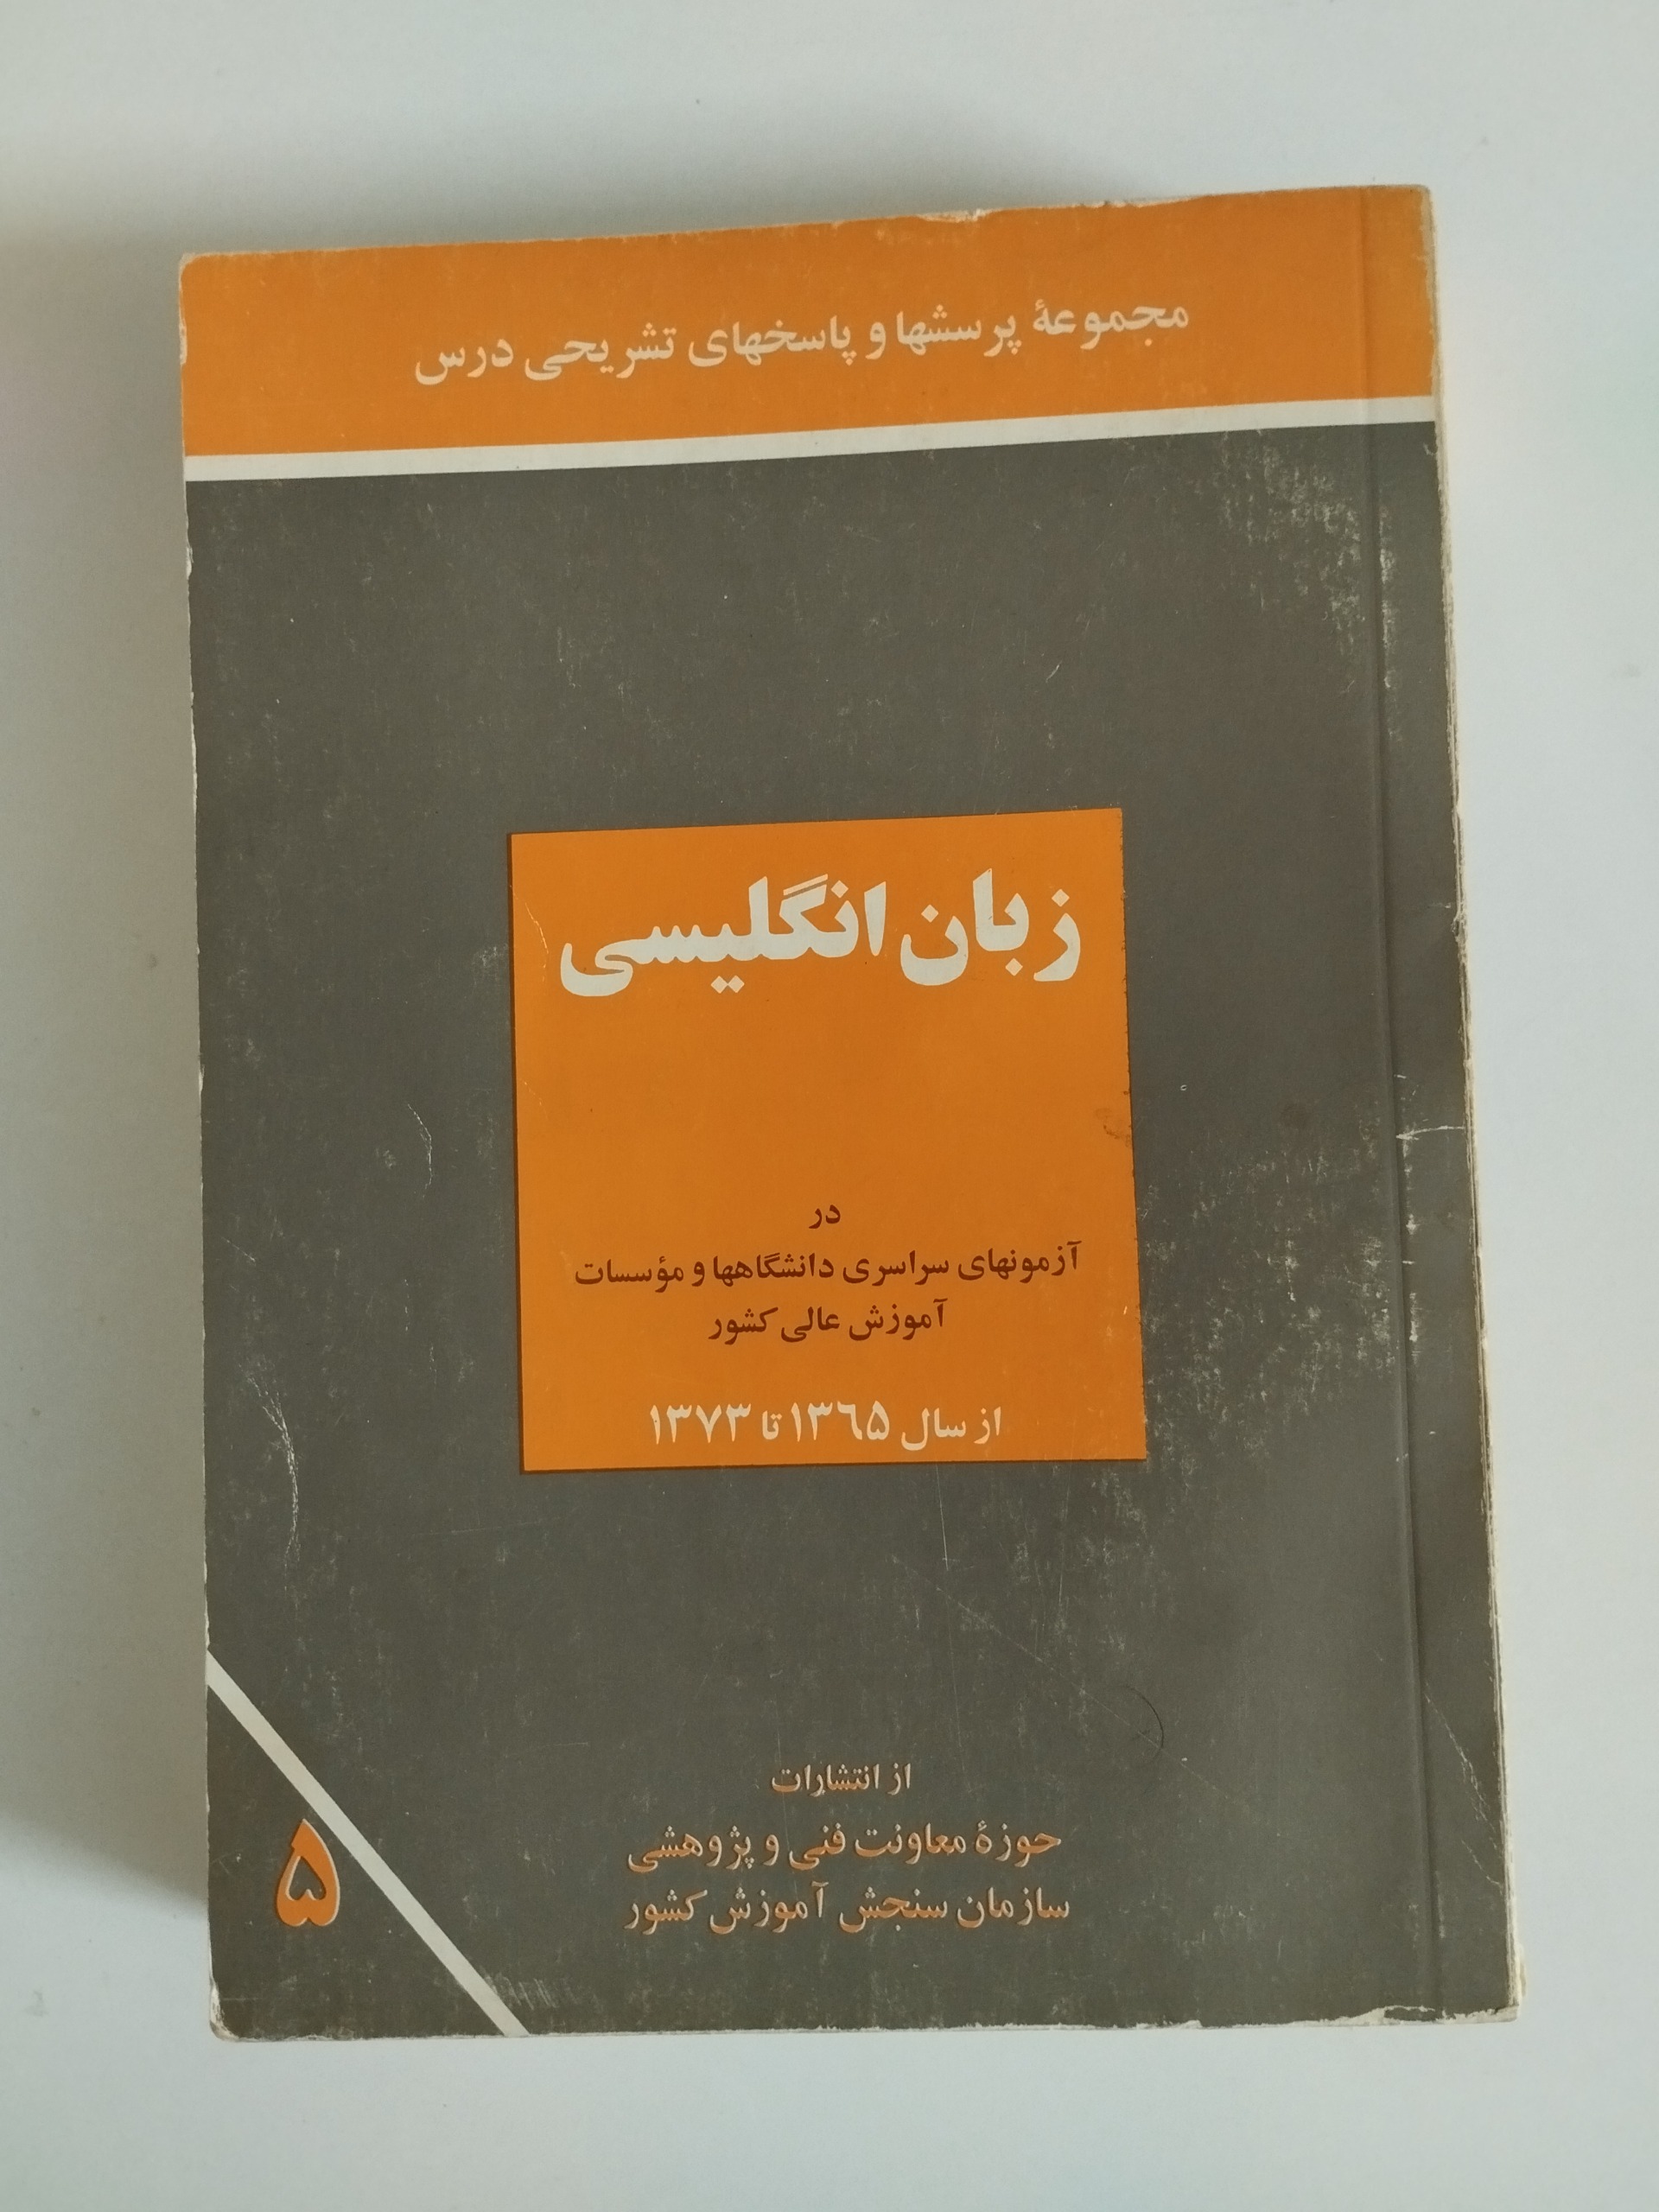 مجموعهٔ پرسشها و پاسخهای تشریحی درس
زبان انگلیسی
در
آزمونهای سراسری دانشگاهها و مؤسسات
آموزش عالی کشور
از سال ۱۳۶۵ تا ۱۳۷۳
از انتشارات
حوزهٔ معاونت فنی و پژوهشی
سازمان سنجش آموزش کشور
۵